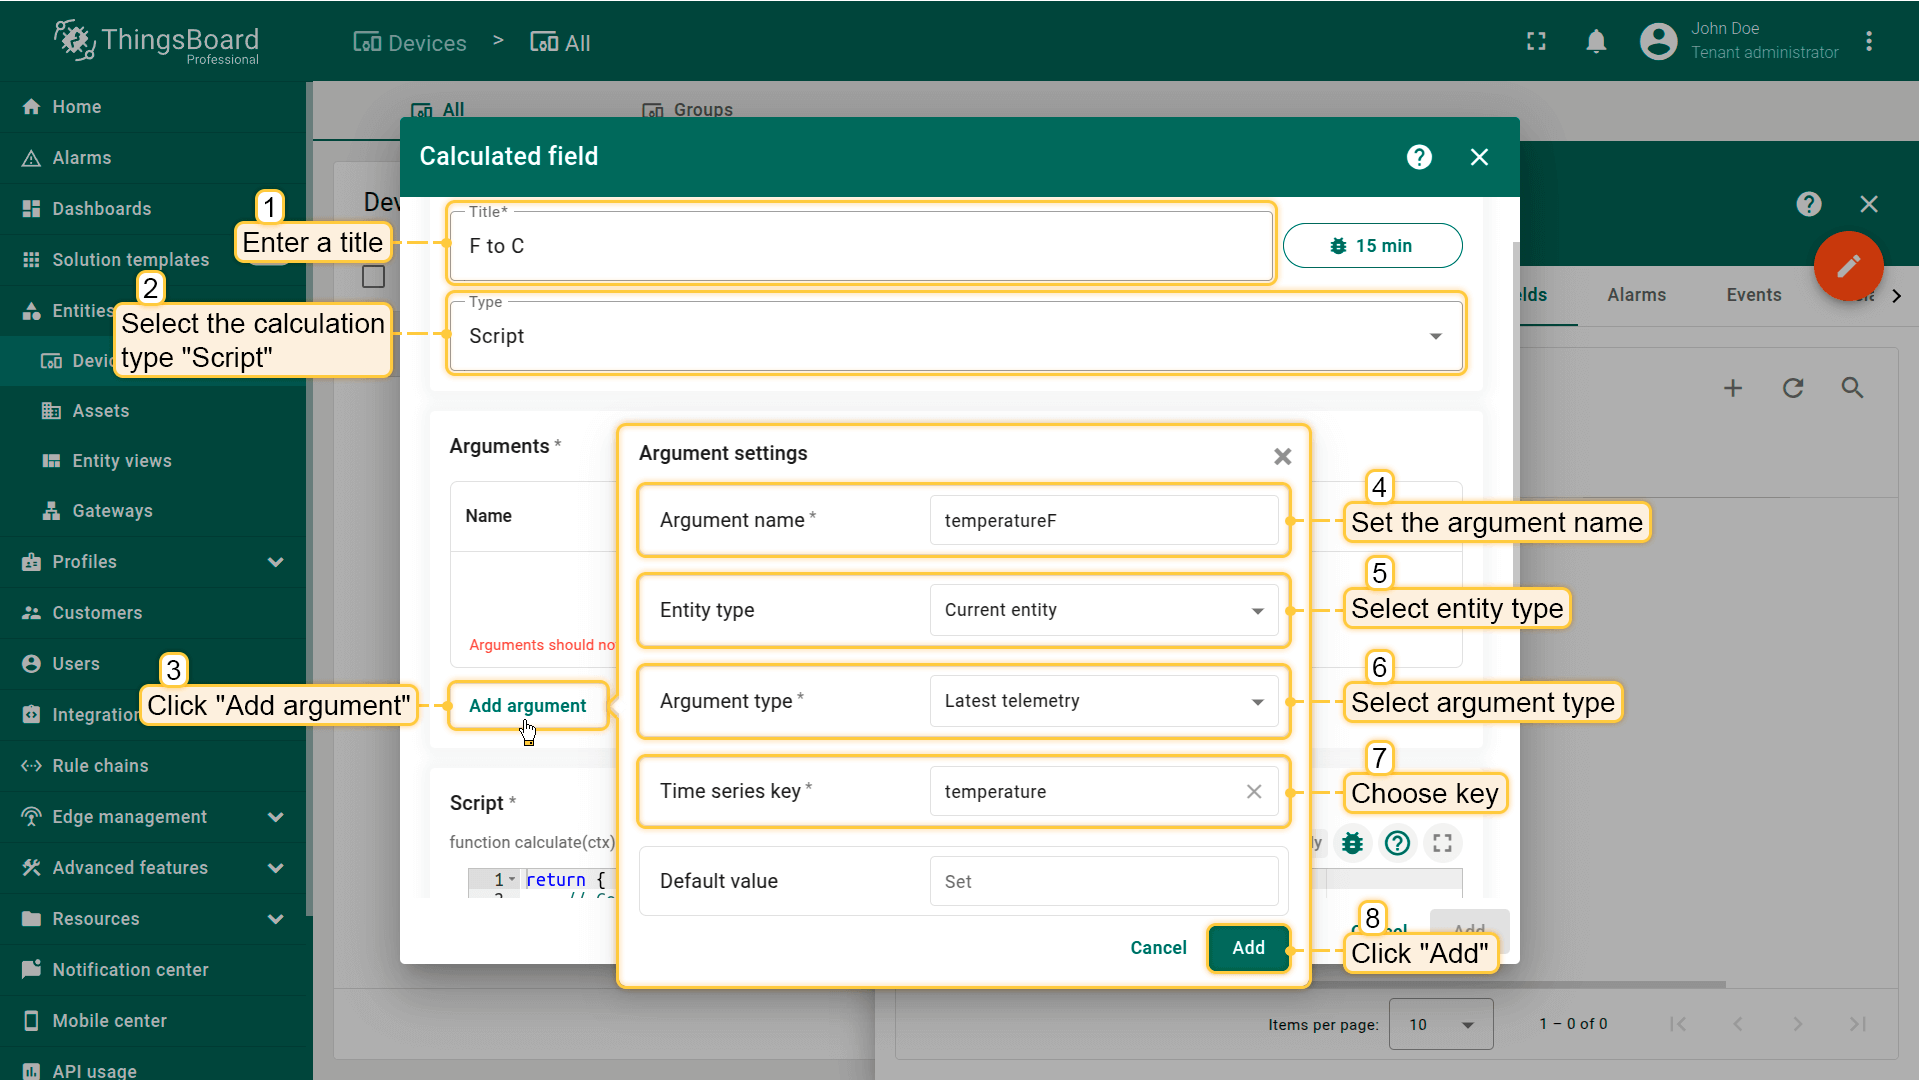 ThingsBoard
Professional
Devices > All
John Doe
Tenant administrator
Home
Alarms
Dashboards
Solution templates
Entities
Assets
Entity views
Gateways
Profiles
Customers
Users
Rule chains
Edge management
Advanced features
Resources
Notification center
Mobile center
API usage
All
Groups
Calculated field
Title*
F to C
15 min
Type
Script
Alarms
Events
1
Enter a title
2
Select the calculation
type "Script"
Arguments *
Name
Arguments should no
3
Click "Add argument"
Add argument
Script *
function calculate(ctx)
1
return {
Argument settings
Argument name *
temperatureF
4
Set the argument name
Entity type
Current entity
5
Select entity type
Argument type *
Latest telemetry
6
Select argument type
Time series key *
temperature
7
Choose key
Default value
Set
Cancel
Add
8
Click "Add"
Add
Items per page:
10
1 – 0 of 0